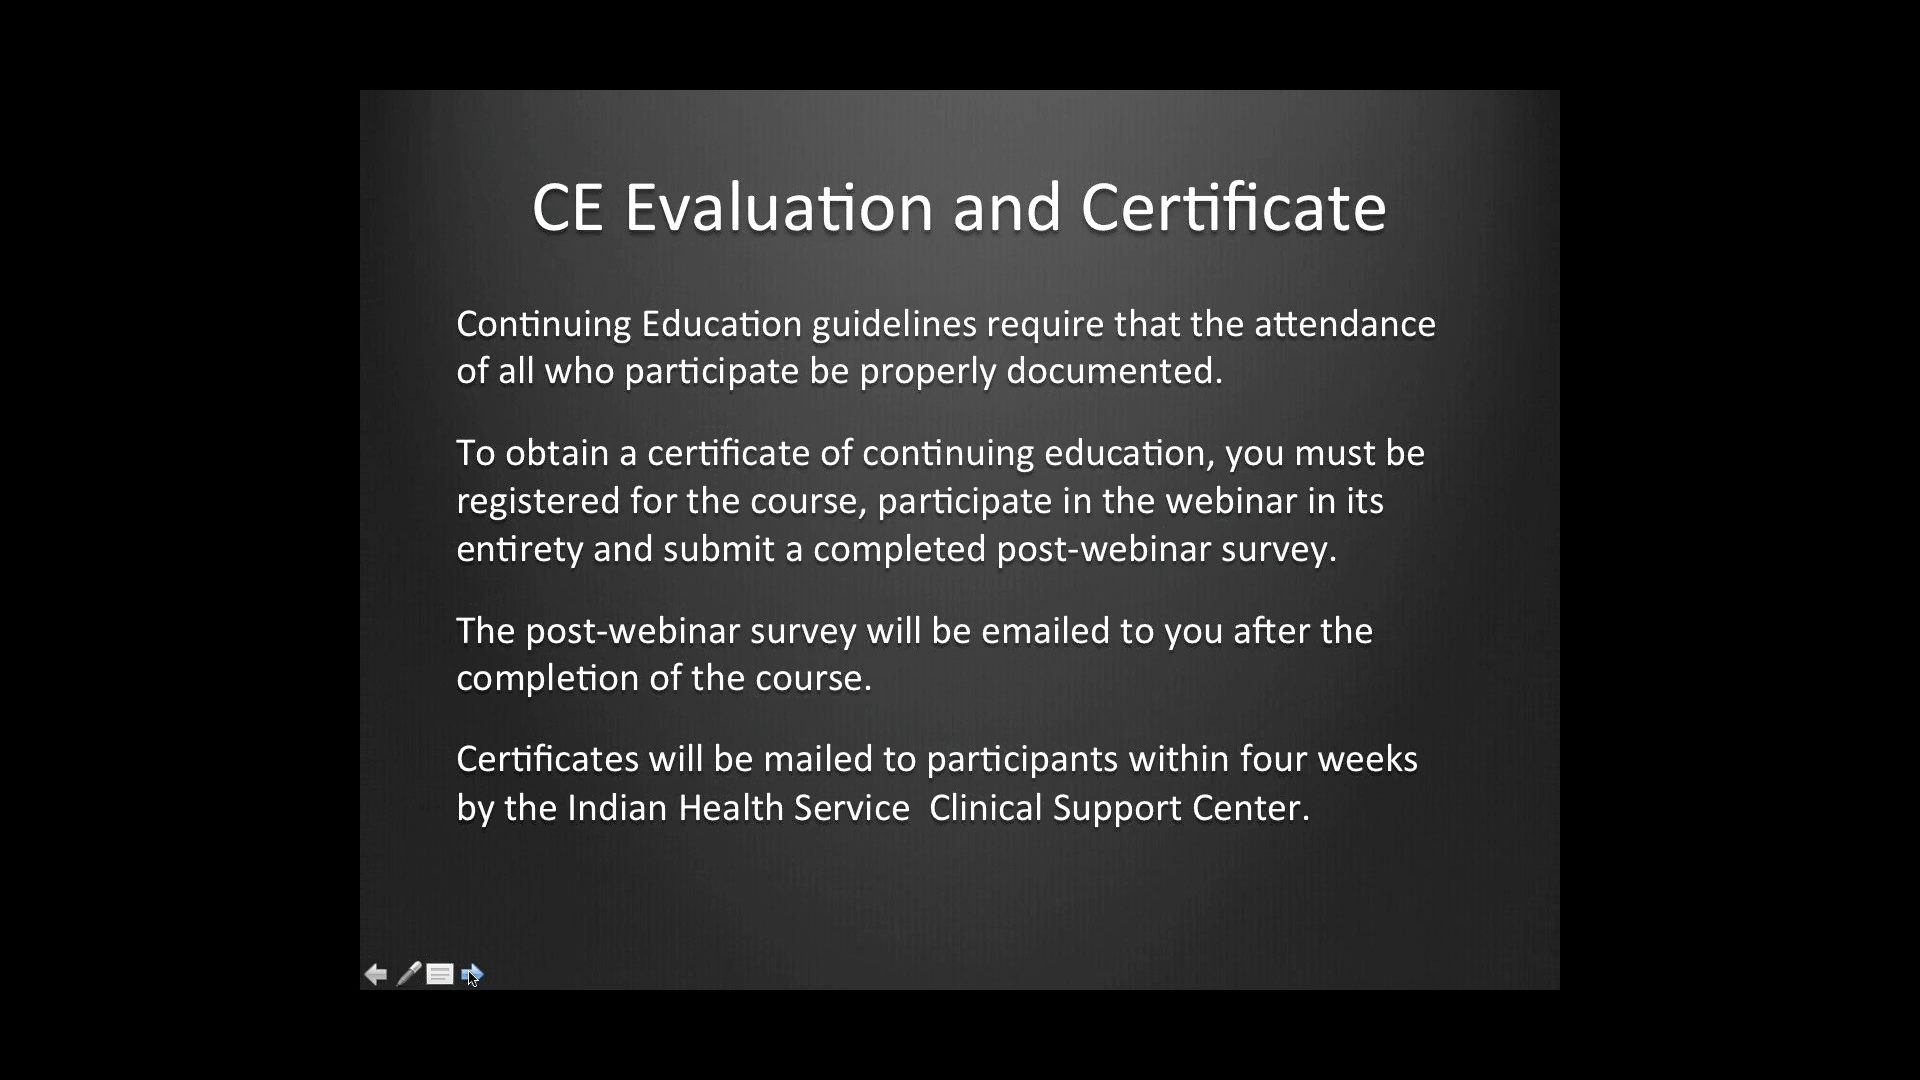 CE Evaluation and Certificate
Continuing Education guidelines require that the attendance
of all who participate be properly documented.
To obtain a certificate of continuing education, you must be
registered for the course, participate in the webinar in its
entirety and submit a completed post-webinar survey.
The post-webinar survey will be emailed to you after the
completion of the course.
Certificates will be mailed to participants within four weeks
by the Indian Health Service  Clinical Support Center.